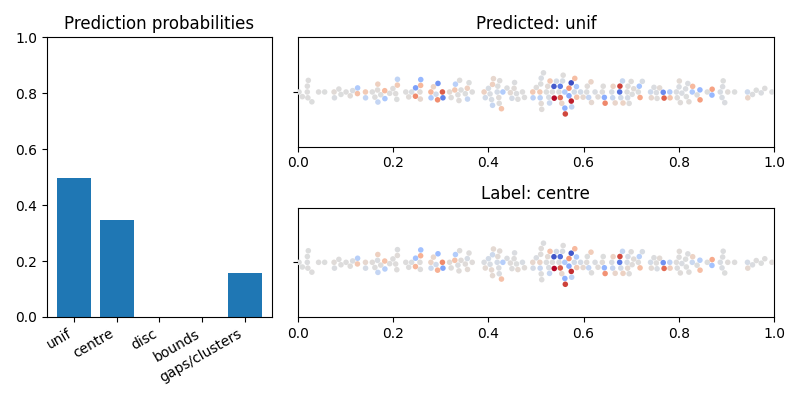 Prediction probabilities
1.0
0.8
0.6
0.4
0.2
0.0
unif
centre
disc
bounds
gaps/clusters
Predicted: unif
0.0 0.2 0.4 0.6 0.8 1.0
Label: centre
0.0 0.2 0.4 0.6 0.8 1.0